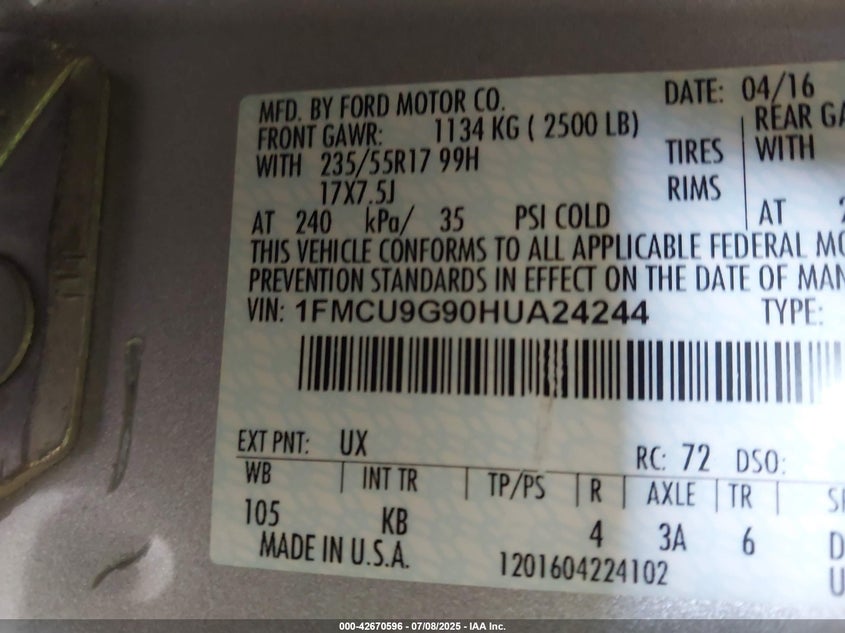 MFD. BY FORD MOTOR CO. DATE: 04/16
FRONT GAWR: 1134 KG ( 2500 LB) REAR
WITH 235/55R17 99H TIRES WITH
17X7.5J RIMS
AT 240 kPa/ 35 PSI COLD AT
THIS VEHICLE CONFORMS TO ALL APPLICABLE FEDERAL
PREVENTION STANDARDS IN EFFECT ON THE DATE OF
VIN: 1FMCU9G90HUA24244 TYPE:
EXT PNT: UX RC: 72 DSO:
WB INT TR TP/PS R AXLE TR
105 KB 4 3A 6
MADE IN U.S.A. 1201604224102
000-42670596 - 07/08/2025 - IAA Inc.